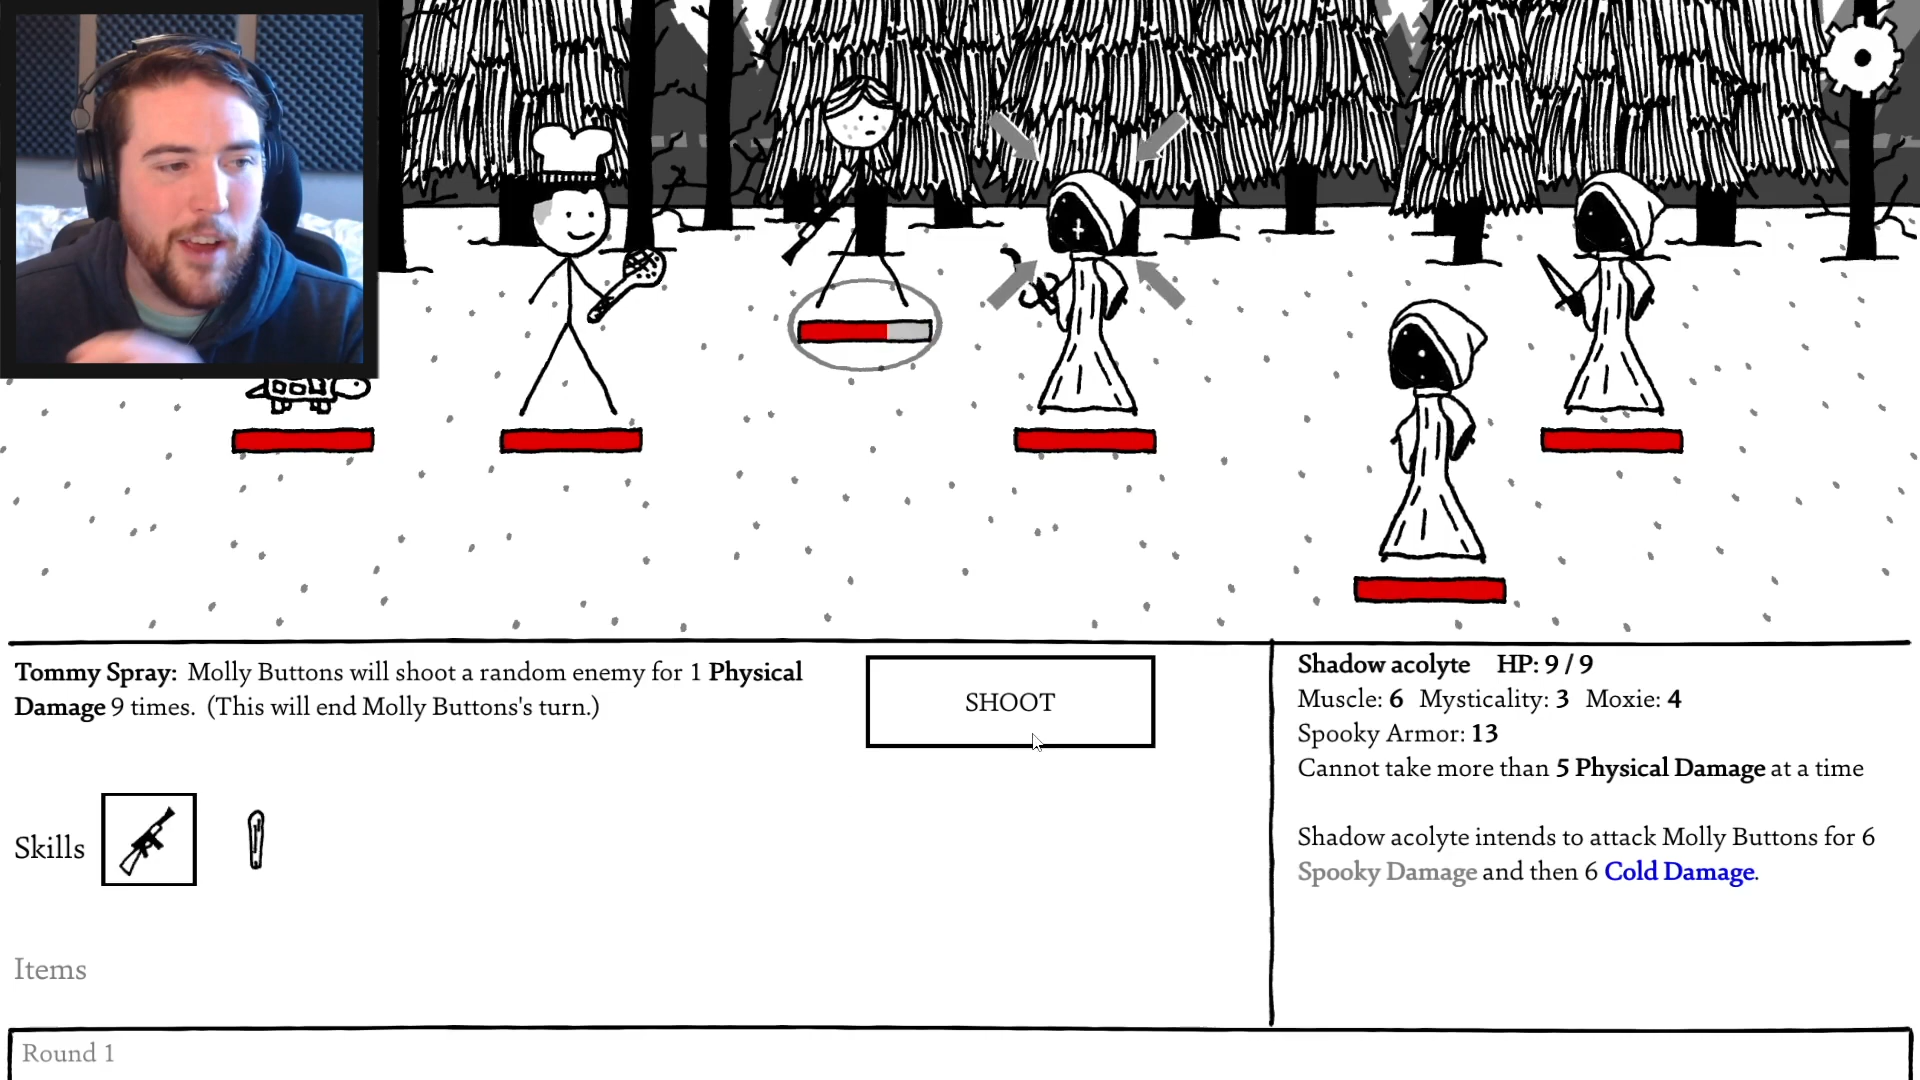 Tommy Spray: Molly Buttons will shoot a random enemy for 1 Physical
Damage 9 times. (This will end Molly Buttons's turn.)
SHOOT
Skills
Items
Round 1
Shadow acolyte HP: 9 / 9
Muscle: 6 Mysticality: 3 Moxie: 4
Spooky Armor: 13
Cannot take more than 5 Physical Damage at a time
Shadow acolyte intends to attack Molly Buttons for 6
Spooky Damage and then 6 Cold Damage.